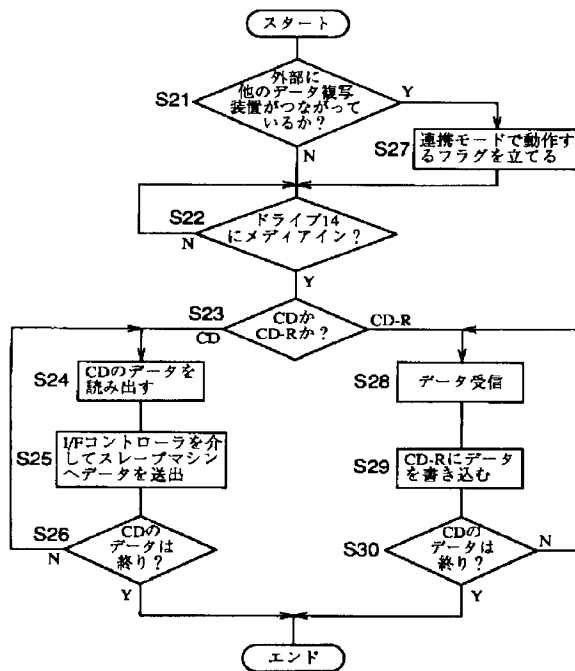 スタート
S21
外部に
他のデータ複写
装置がつながって
いるか？
Y
N
S27
連携モードで動作す
るフラグを立てる
S22
ドライブ14
にメディアイン？
N
Y
S23
CDか
CD-Rか？
CD
CD-R
S24
CDのデータを
読み出す
S28
データ受信
S25
I/Fコントローラを介
してスレーブマシン
へデータを送出
S29
CD-Rにデータ
を書き込む
S26
CDの
データは
終り？
N
Y
S30
CDの
データは
終り？
N
Y
エンド